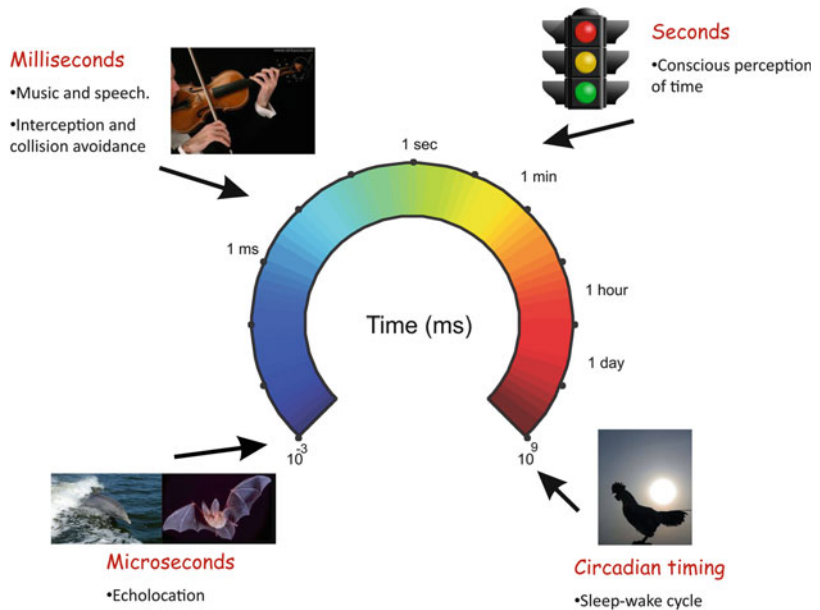 Milliseconds
•Music and speech.
•Interception and
collision avoidance
Seconds
•Conscious perception
of time
1 sec
1 min
1 ms
1 hour
Time (ms)
1 day
10^-3
10^9
Microseconds
•Echolocation
Circadian timing
•Sleep-wake cycle